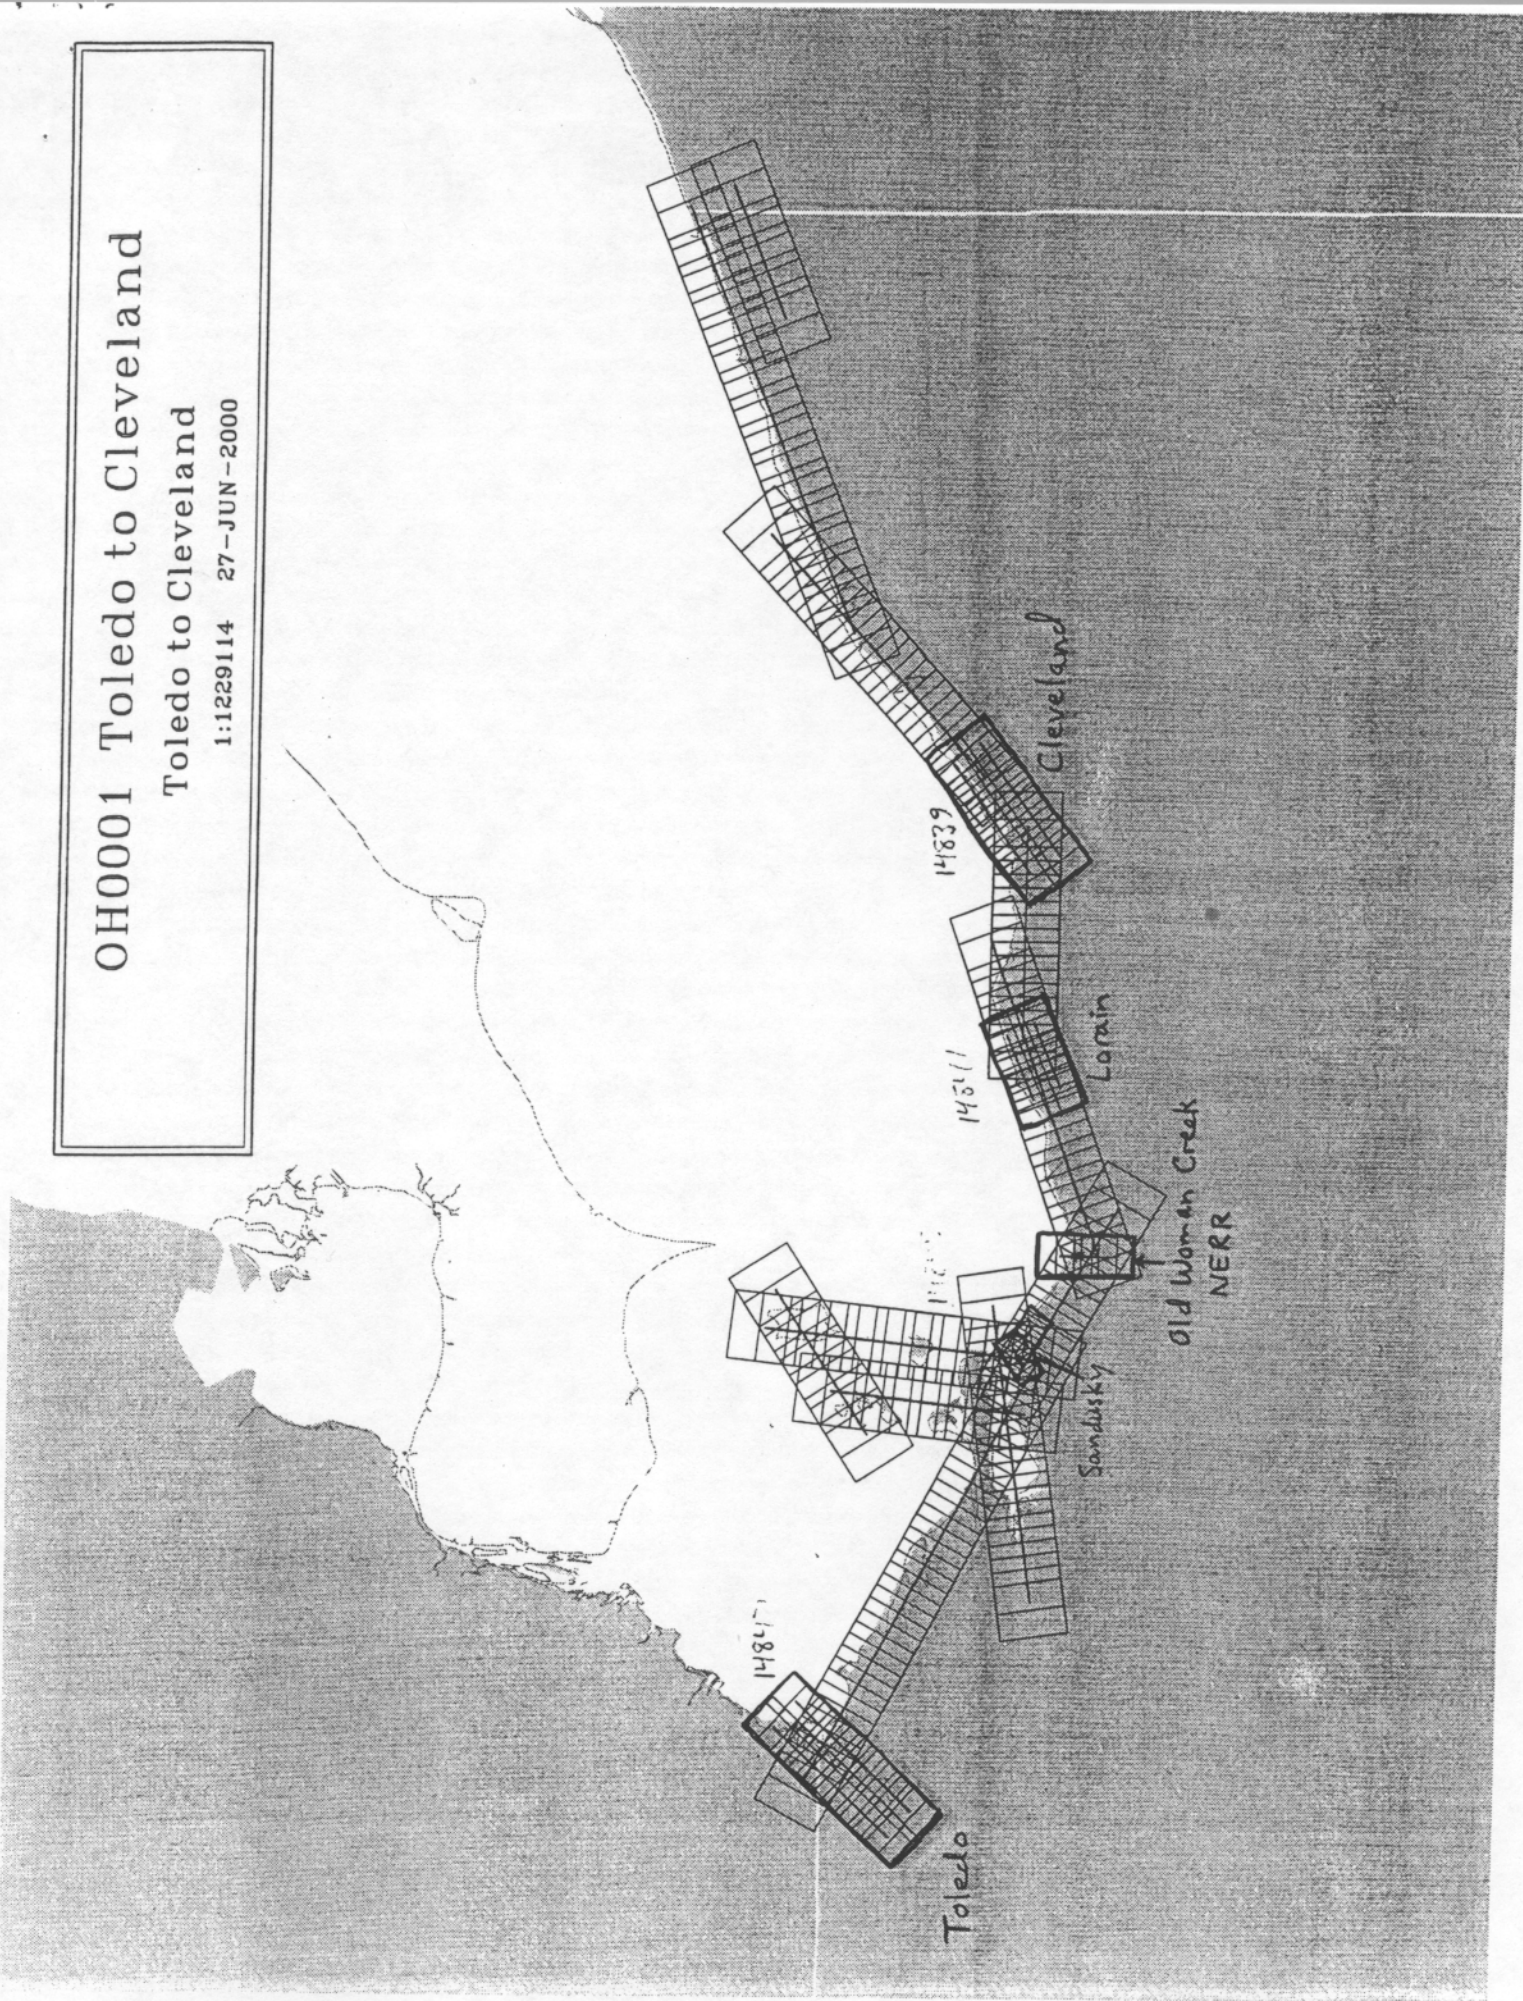 OH0001 Toledo to Cleveland
Toledo to Cleveland
1:1229114 27-JUN-2000
Toledo
Sandusky
Old Woman Creek
NERR
Lorain
14839
Cleveland